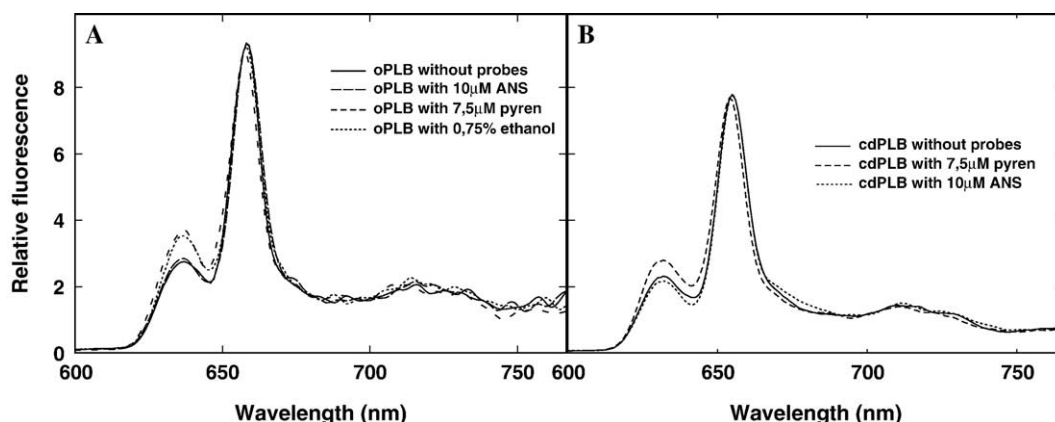 A
oPLB without probes
oPLB with 10μM ANS
oPLB with 7,5μM pyren
oPLB with 0,75% ethanol
B
cdPLB without probes
cdPLB with 7,5μM pyren
cdPLB with 10μM ANS
Relative fluorescence
8
6
4
2
0
600 650 700 750 600 650 700 750
Wavelength (nm) Wavelength (nm)